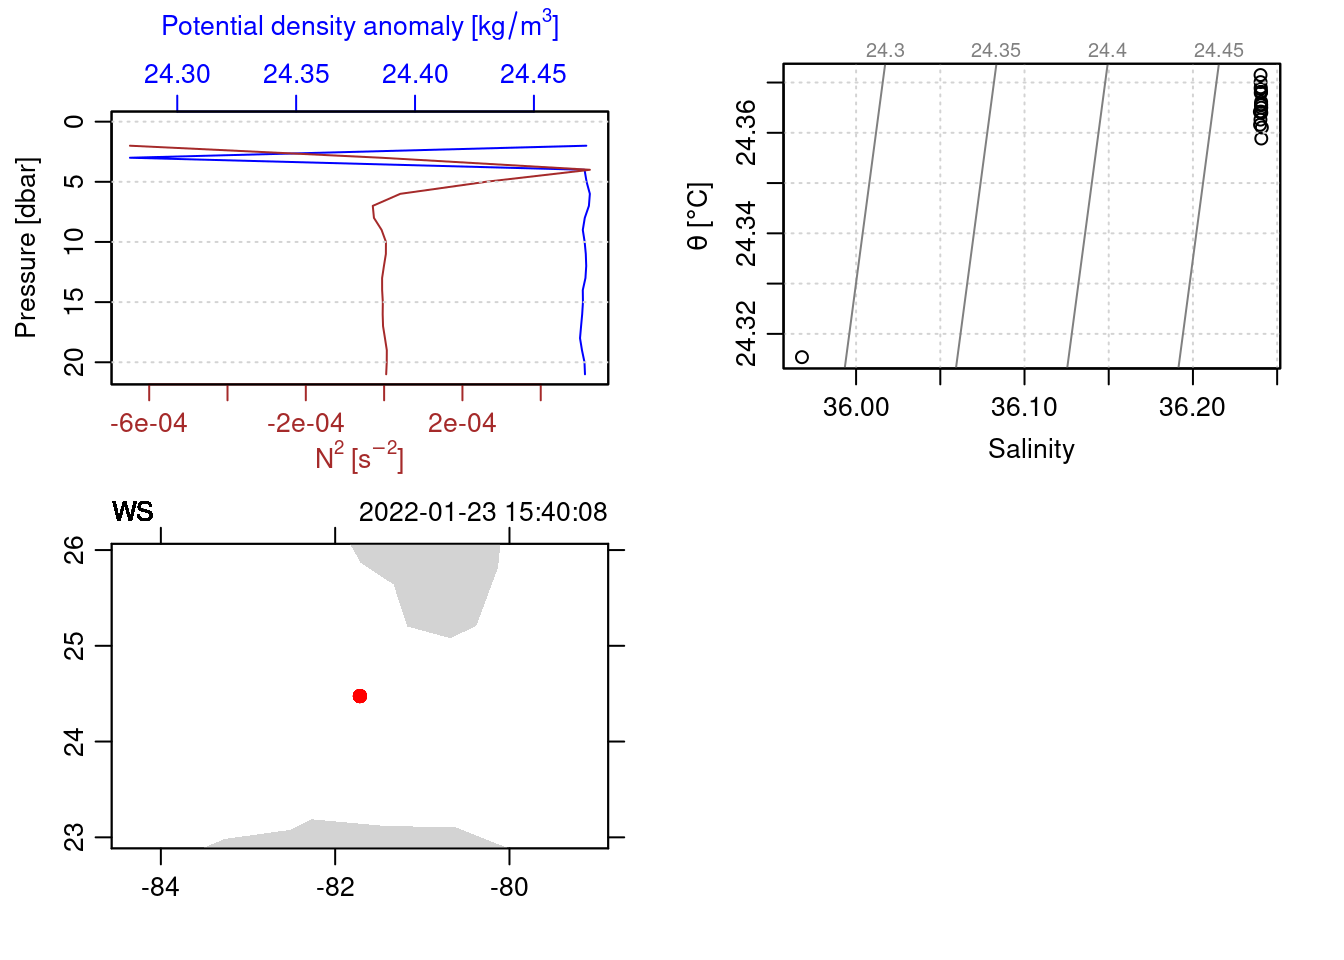 Potential density anomaly [kg/m³]
24.30 24.35 24.40 24.45
Pressure [dbar]
0
5
10
15
20
-6e-04 -2e-04 2e-04
N² [s⁻²]
24.3 24.35 24.4 24.45
θ [°C]
24.36
24.34
24.32
36.00 36.10 36.20
Salinity
WS 2022-01-23 15:40:08
26
25
24
23
-84 -82 -80